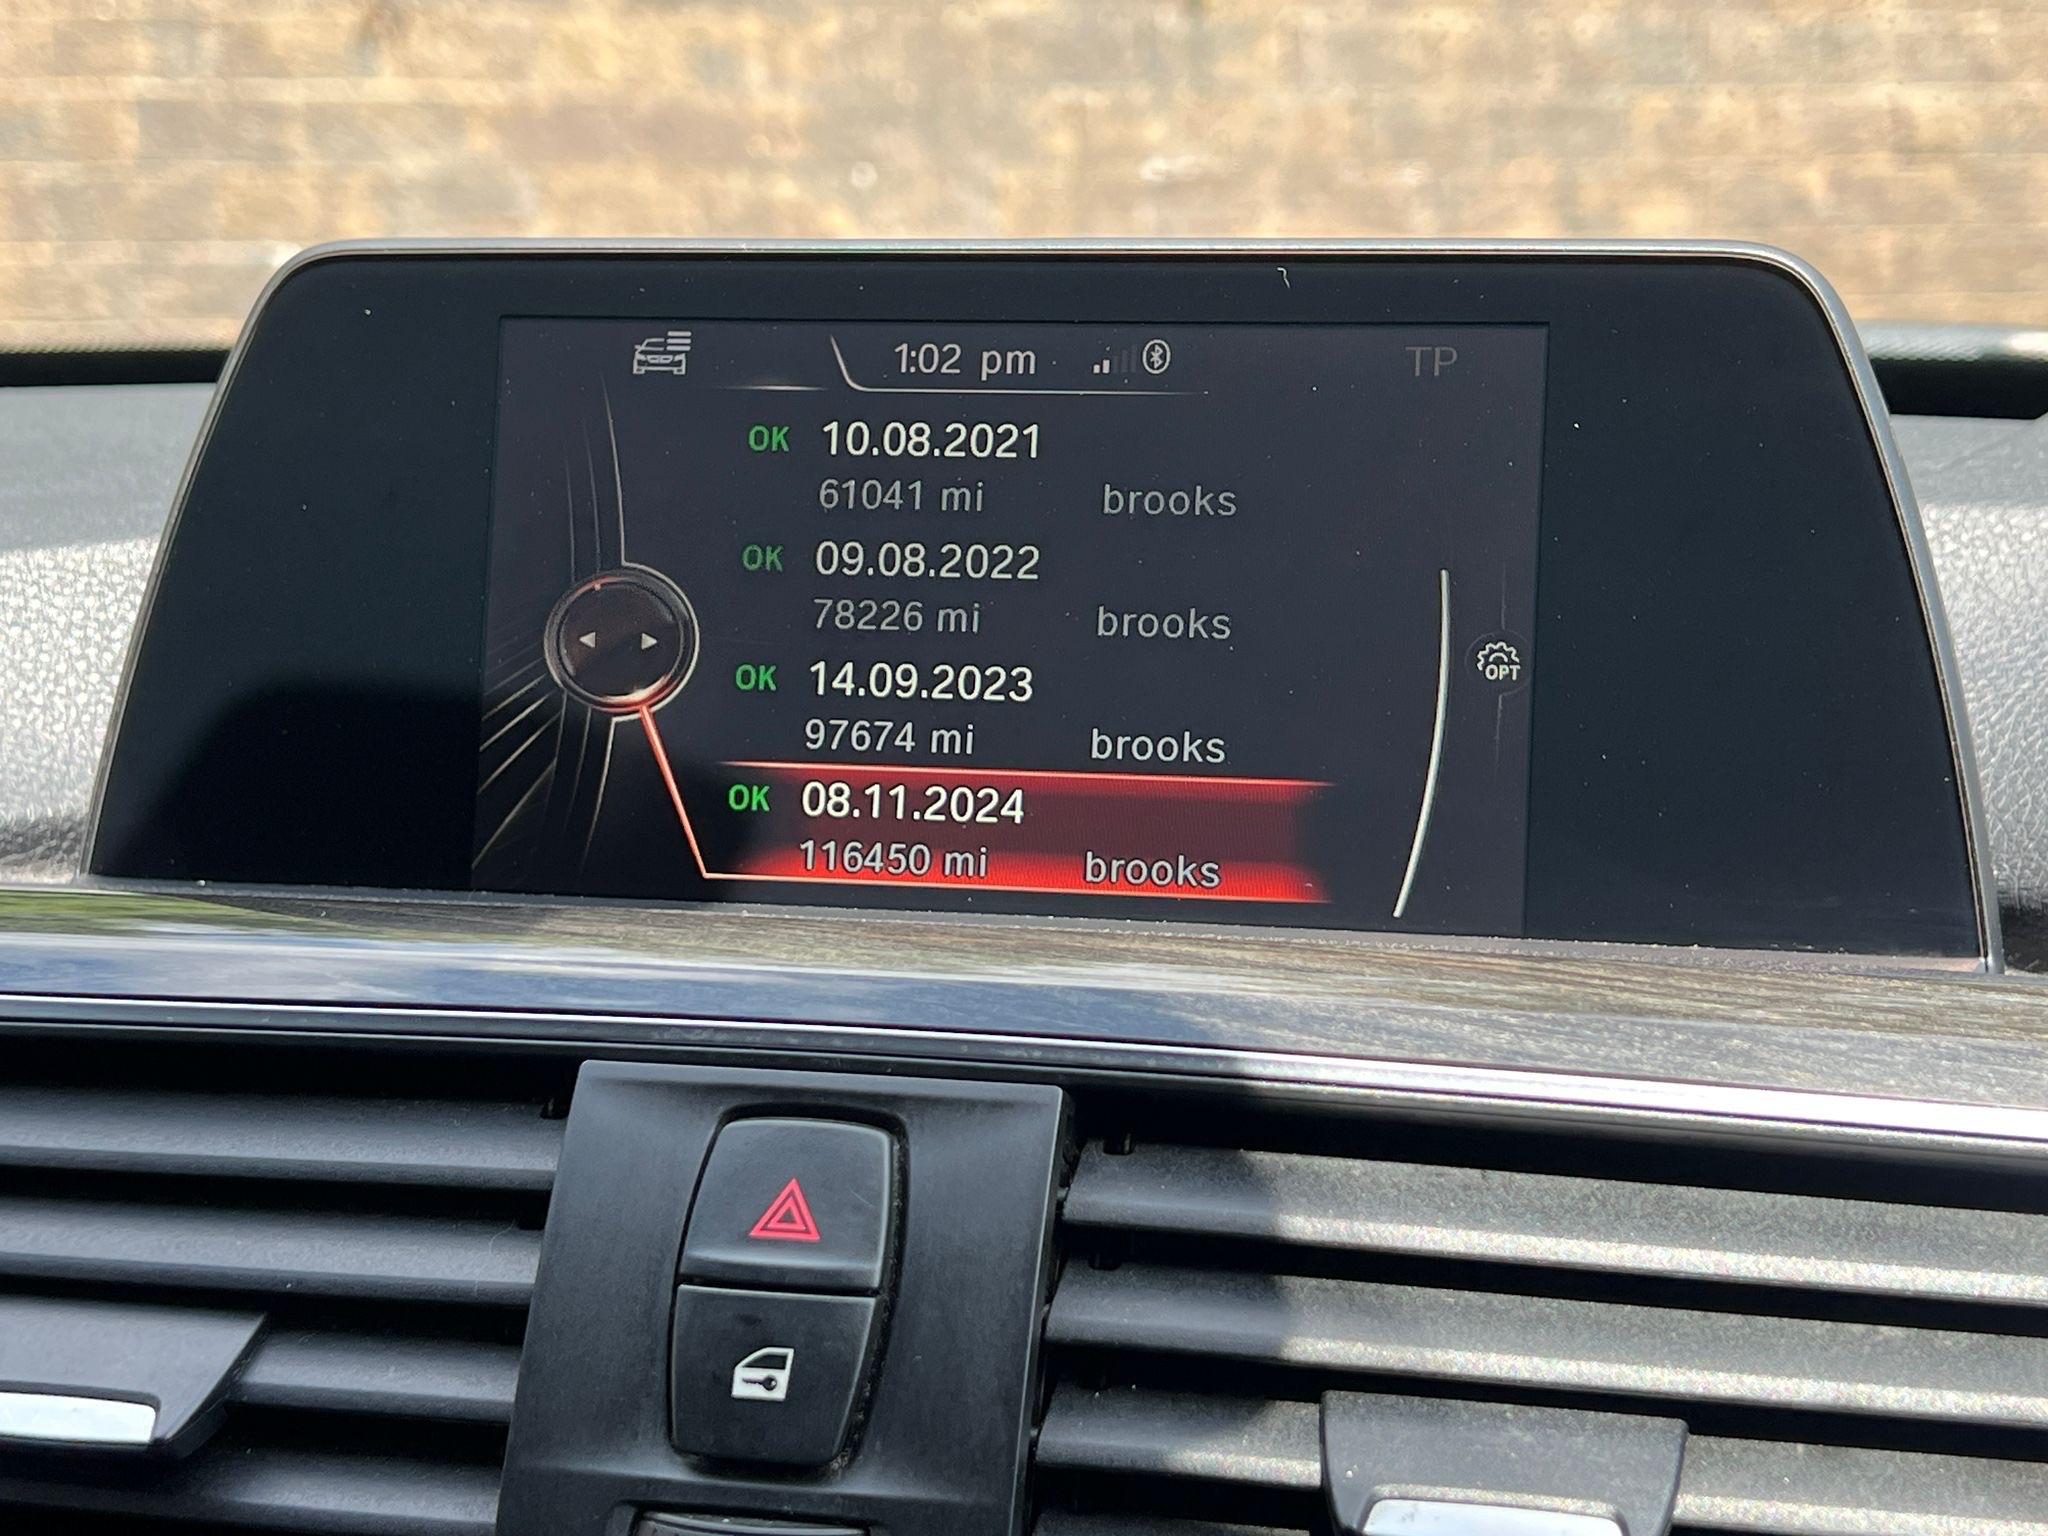 1:02 pm
TP
OK 10.08.2021
61041 mi brooks
OK 09.08.2022
78226 mi brooks
OK 14.09.2023
97674 mi brooks
OPT
OK 08.11.2024
116450 mi brooks